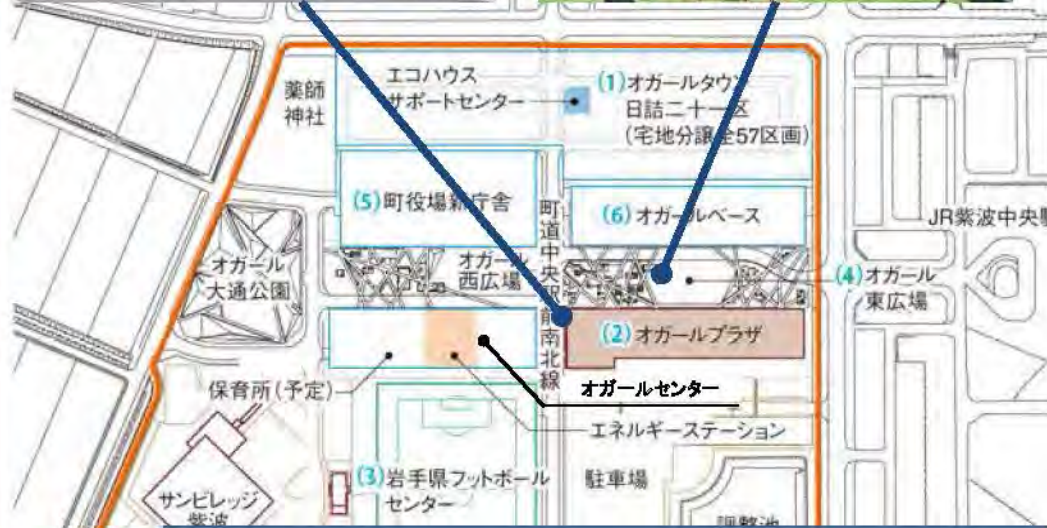 エコハウス
サポートセンター
薬師
神社
(1)オガールタウン
日詰二十一区
(宅地分譲全57区画)
(5)町役場新庁舎
(6)オガールベース
町道中央駅前南北線
JR紫波中央駅
オガール
大通公園
オガール
西広場
(4)オガール
東広場
(2)オガールプラザ
保育所(予定)
オガールセンター
エネルギーステーション
(3)岩手県フットボール
センター
駐車場
サンビレッジ
紫波
調整池